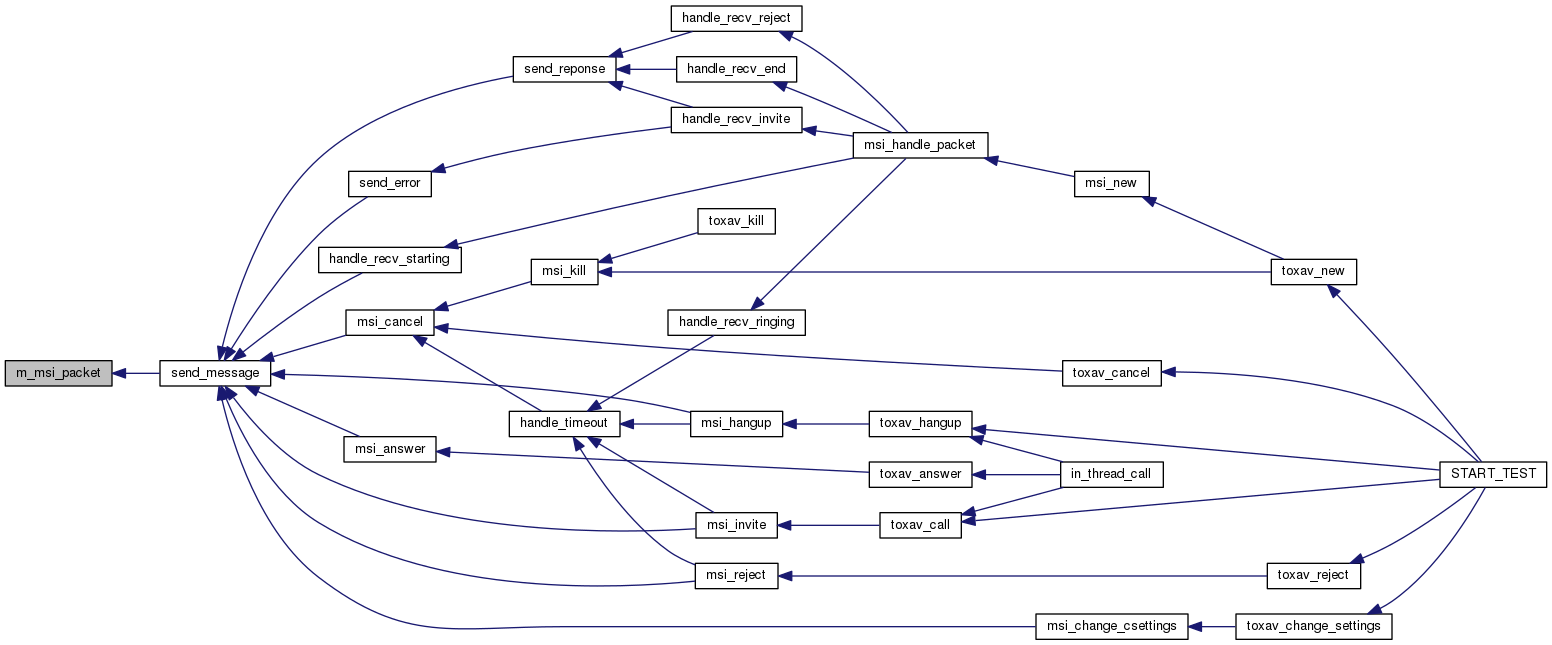 handle_recv_reject
send_reponse
handle_recv_end
handle_recv_invite
msi_handle_packet
send_error
msi_new
toxav_kill
handle_recv_starting
msi_kill
toxav_new
msi_cancel
handle_recv_ringing
m_msi_packet
send_message
toxav_cancel
handle_timeout
msi_hangup
toxav_hangup
msi_answer
toxav_answer
in_thread_call
START_TEST
msi_invite
toxav_call
msi_reject
toxav_reject
msi_change_csettings
toxav_change_settings